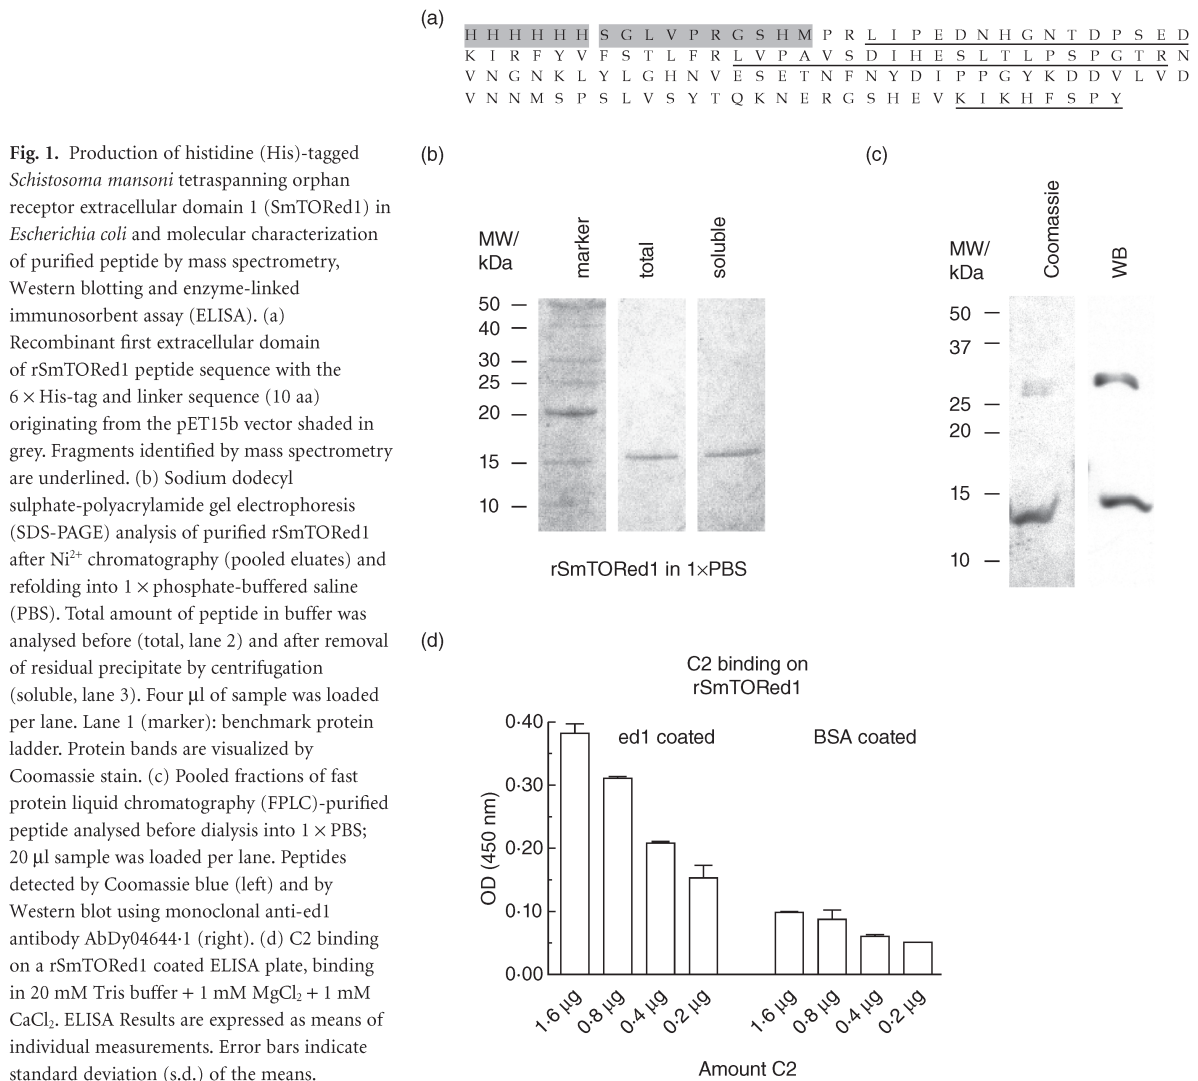 (a)
H H H H H H S G L V P R G S H M P R L I P E D N H G N T D P S E D
K I R F Y V F S T L F R L V P A V S D I H E S L T L P S P G T R N
V N G N K L Y L G H N V E S E T N F N Y D I P P G Y K D D V L V D
V N N M S P S L V S Y T Q K N E R G S H E V K I K H F S P Y
Fig. 1. Production of histidine (His)-tagged
Schistosoma mansoni tetraspanning orphan
receptor extracellular domain 1 (SmTORed1) in
Escherichia coli and molecular characterization
of purified peptide by mass spectrometry,
Western blotting and enzyme-linked
immunosorbent assay (ELISA). (a)
Recombinant first extracellular domain
of rSmTORed1 peptide sequence with the
6 × His-tag and linker sequence (10 aa)
originating from the pET15b vector shaded in
grey. Fragments identified by mass spectrometry
are underlined. (b) Sodium dodecyl
sulphate-polyacrylamide gel electrophoresis
(SDS-PAGE) analysis of purified rSmTORed1
after Ni2+ chromatography (pooled eluates) and
refolding into 1 × phosphate-buffered saline
(PBS). Total amount of peptide in buffer was
analysed before (total, lane 2) and after removal
of residual precipitate by centrifugation
(soluble, lane 3). Four μl of sample was loaded
per lane. Lane 1 (marker): benchmark protein
ladder. Protein bands are visualized by
Coomassie stain. (c) Pooled fractions of fast
protein liquid chromatography (FPLC)-purified
peptide analysed before dialysis into 1 × PBS;
20 μl sample was loaded per lane. Peptides
detected by Coomassie blue (left) and by
Western blot using monoclonal anti-ed1
antibody AbDy04644·1 (right). (d) C2 binding
on a rSmTORed1 coated ELISA plate, binding
in 20 mM Tris buffer + 1 mM MgCl2 + 1 mM
CaCl2. ELISA Results are expressed as means of
individual measurements. Error bars indicate
standard deviation (s.d.) of the means.
(b)
MW/
kDa
marker
total
soluble
50
40
30
25
20
15
10
rSmTORed1 in 1×PBS
(c)
MW/
kDa
Coomassie
WB
50
37
25
20
15
10
(d)
C2 binding on
rSmTORed1
ed1 coated
BSA coated
OD (450 nm)
0·40
0·30
0·20
0·10
0·00
1·6 μg
0·8 μg
0·4 μg
0·2 μg
1·6 μg
0·8 μg
0·4 μg
0·2 μg
Amount C2